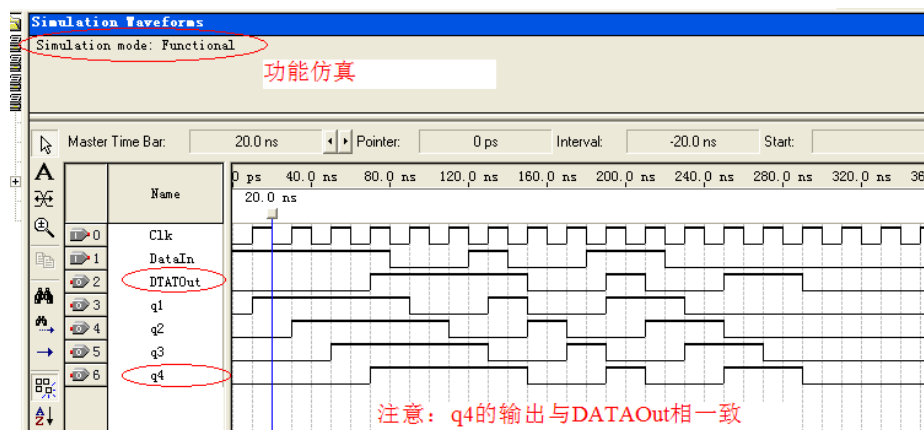 Simulation Waveforms
Simulation mode: Functional
功能仿真
Master Time Bar: 20.0 ns Pointer: 0 ps Interval: -20.0 ns Start:
Name
0 ps 40.0 ns 80.0 ns 120.0 ns 160.0 ns 200.0 ns 240.0 ns 280.0 ns 320.0 ns 36
20.0 ns
0 Clk
1 DataIn
2 DTATOut
3 q1
4 q2
5 q3
6 q4
注意：q4的输出与DATAOut相一致